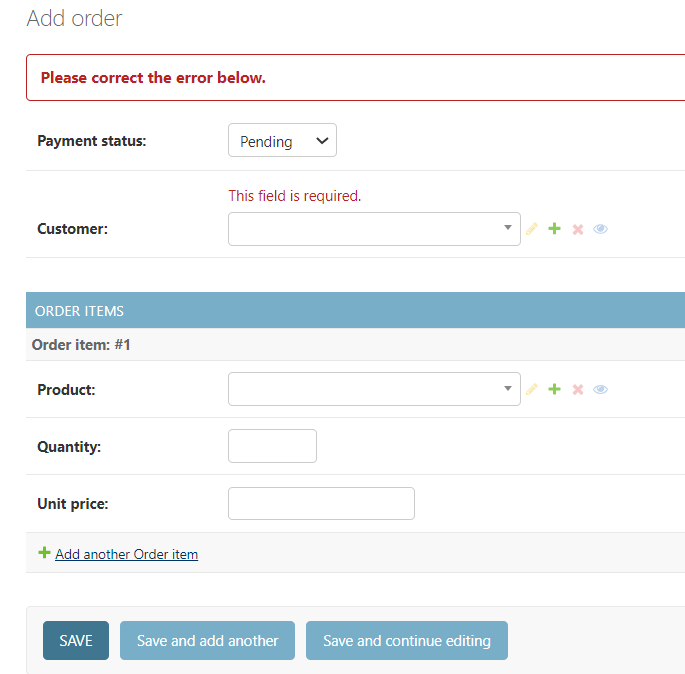 Add order
Please correct the error below.
Payment status:
Pending
This field is required.
Customer:
ORDER ITEMS
Order item: #1
Product:
Quantity:
Unit price:
Add another Order item
SAVE
Save and add another
Save and continue editing